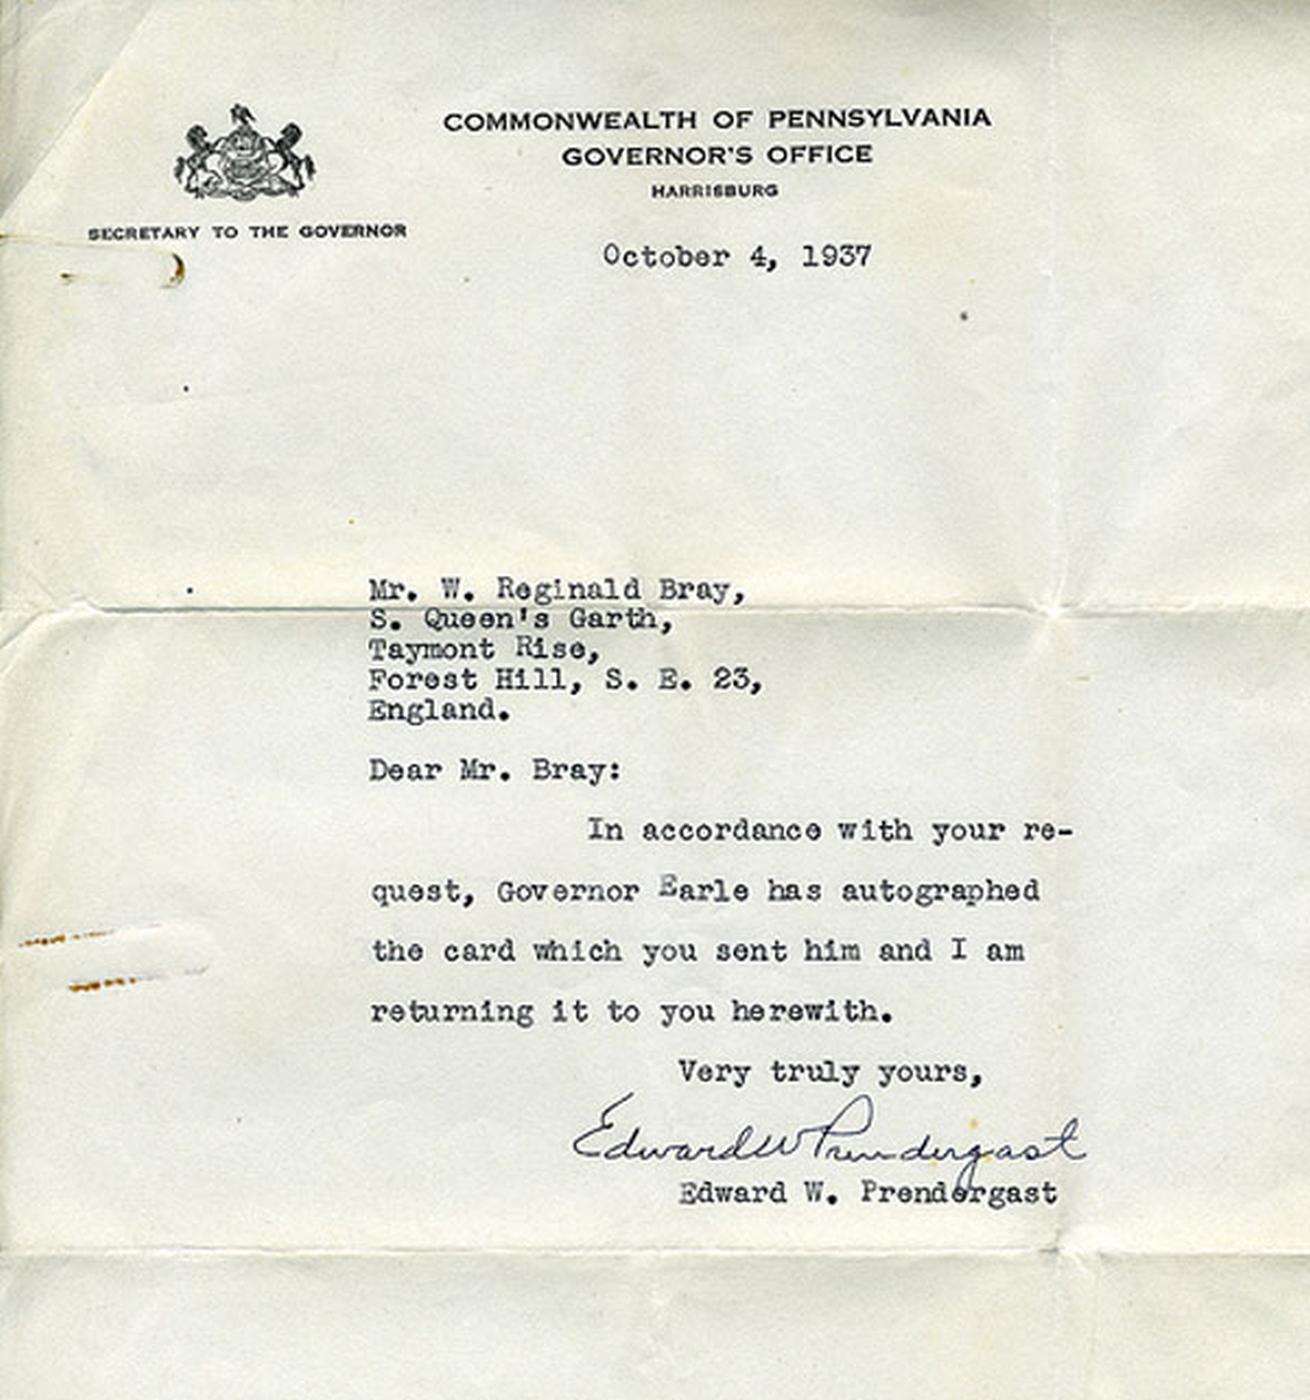 COMMONWEALTH OF PENNSYLVANIA
GOVERNOR'S OFFICE
HARRISBURG
SECRETARY TO THE GOVERNOR
October 4, 1937
Mr. W. Reginald Bray,
S. Queen's Garth,
Taymont Rise,
Forest Hill, S. E. 23,
England.
Dear Mr. Bray:
In accordance with your re-
quest, Governor Earle has autographed
the card which you sent him and I am
returning it to you herewith.
Very truly yours,
Edward W Prendergast
Edward W. Prendergast